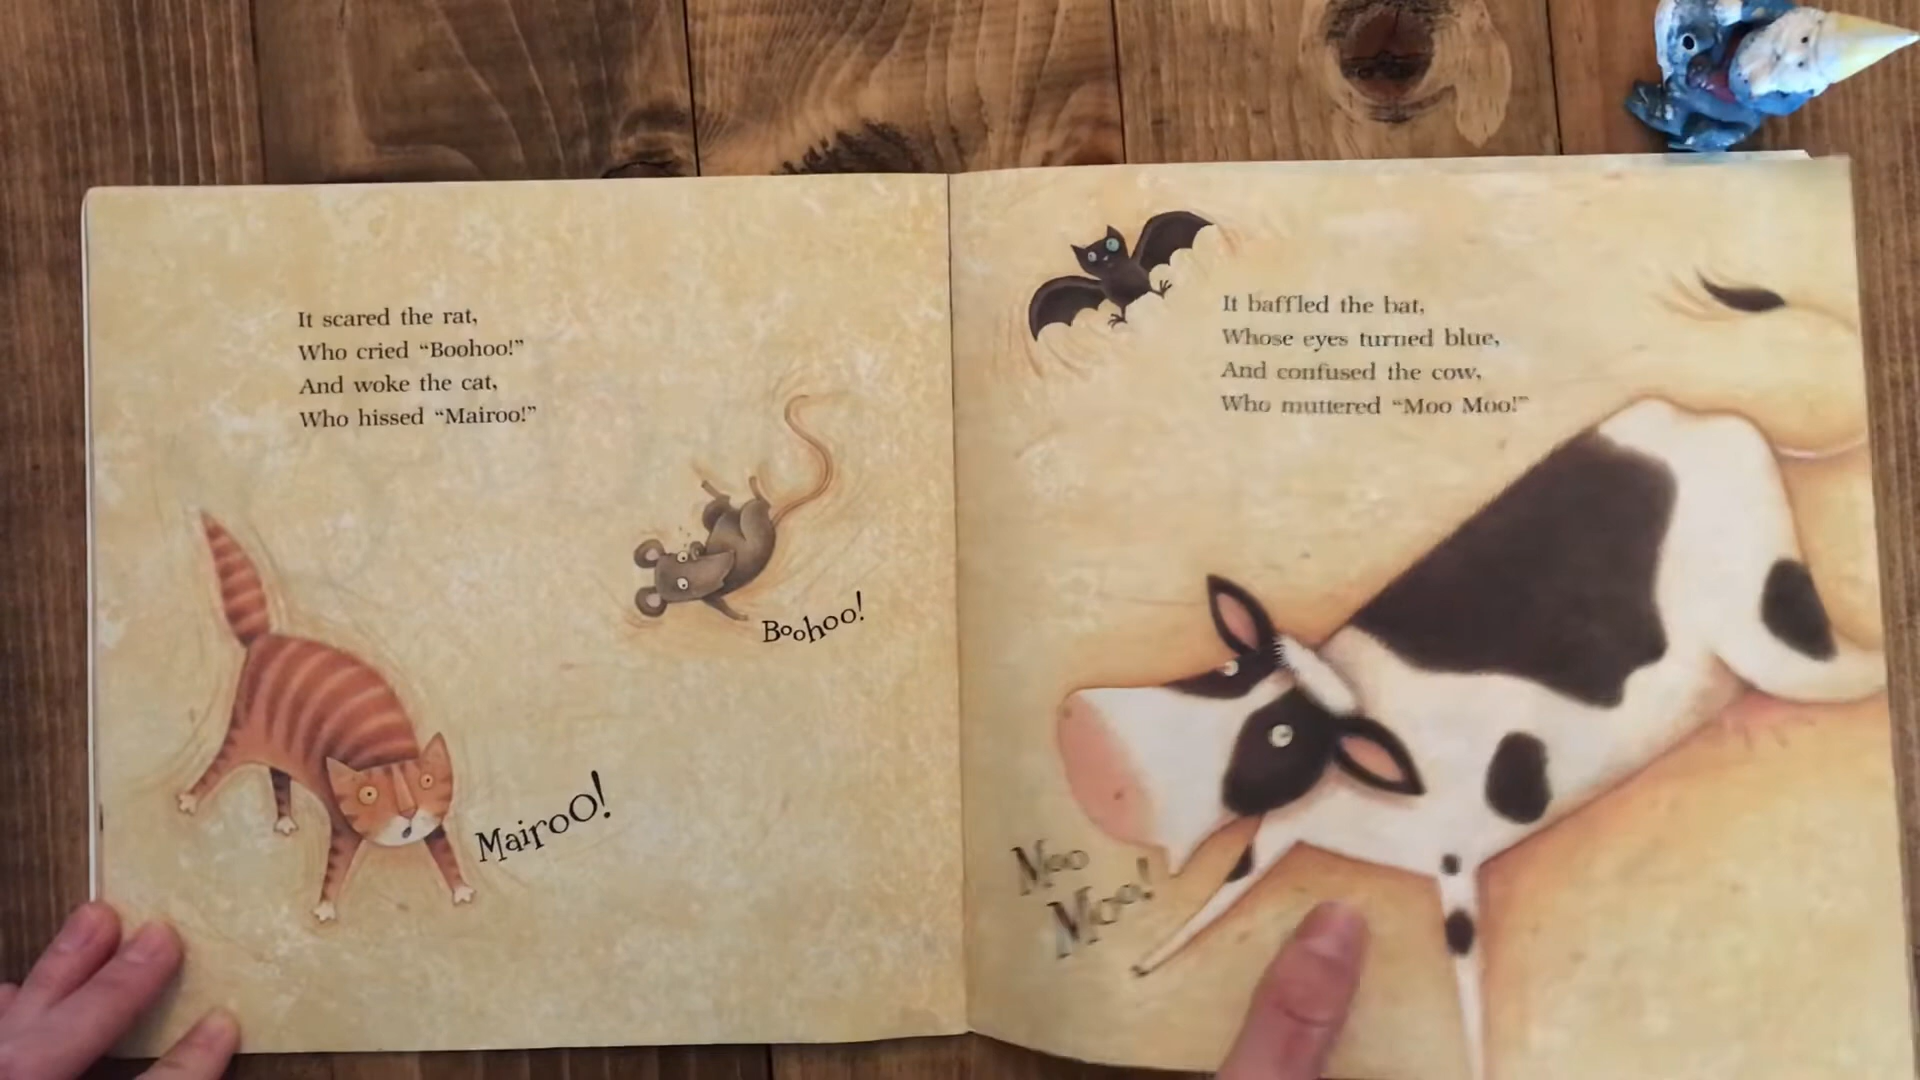 It scared the rat,
Who cried “Boohoo!”
And woke the cat,
Who hissed “Mairoo!”
Boohoo!
MairoO!
It baffled the bat,
Whose eyes turned blue,
And confused the cow,
Who muttered “Moo Moo!”
Moo
Moo!